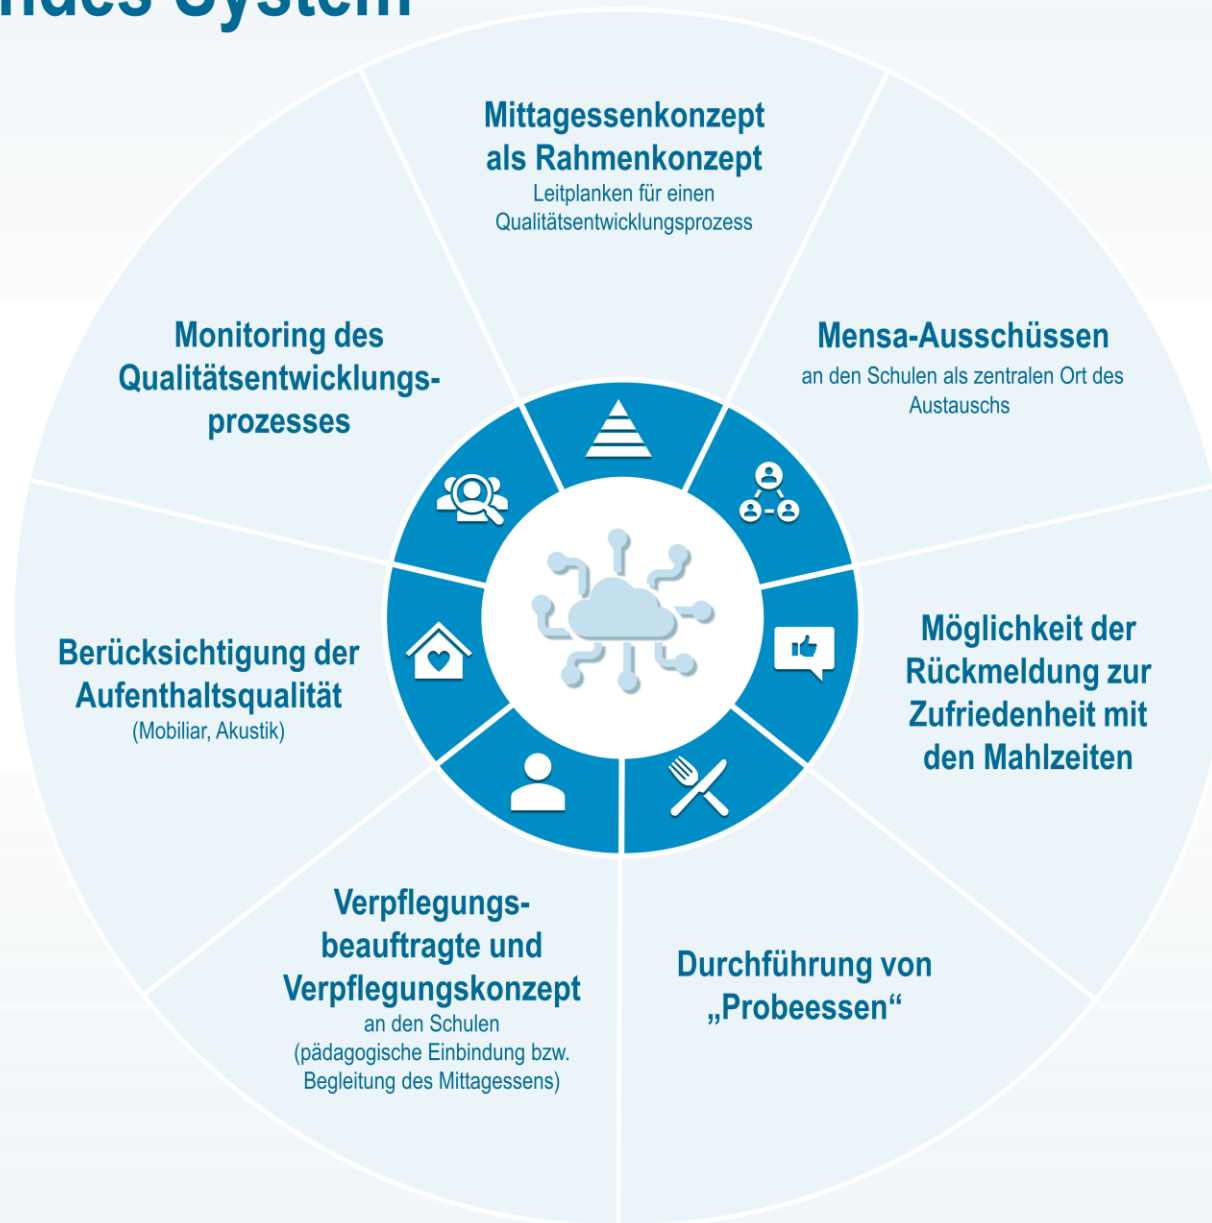 System
Mittagessenkonzept
als Rahmenkonzept
Leitplanken für einen
Qualitätsentwicklungsprozess
Mensa-Ausschüssen
an den Schulen als zentralen Ort des
Austauschs
Möglichkeit der
Rückmeldung zur
Zufriedenheit mit
den Mahlzeiten
Durchführung von
„Probeessen“
Verpflegungs-
beauftragte und
Verpflegungskonzept
an den Schulen
(pädagogische Einbindung bzw.
Begleitung des Mittagessens)
Berücksichtigung der
Aufenthaltsqualität
(Mobiliar, Akustik)
Monitoring des
Qualitätsentwicklungs-
prozesses